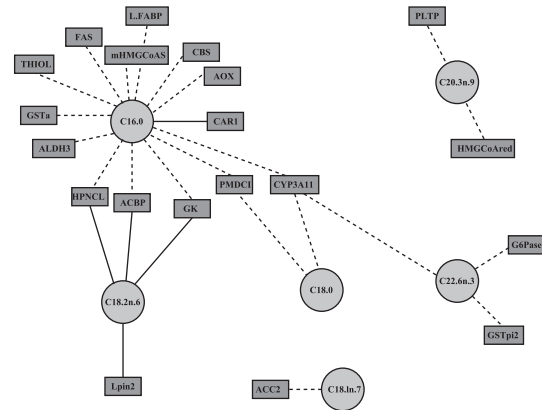 L.FABP
PLTP
FAS
mHMGCoAS
CBS
THIOL
AOX
C20.3n.9
GSTa
C16.0
CAR1
ALDH3
HMGCoAred
HPNCL
ACBP
GK
PMDCI
CYP3A11
G6Pase
C18.2n.6
C18.0
C22.6n.3
GSTpi2
Lpin2
ACC2
C18.1n.7